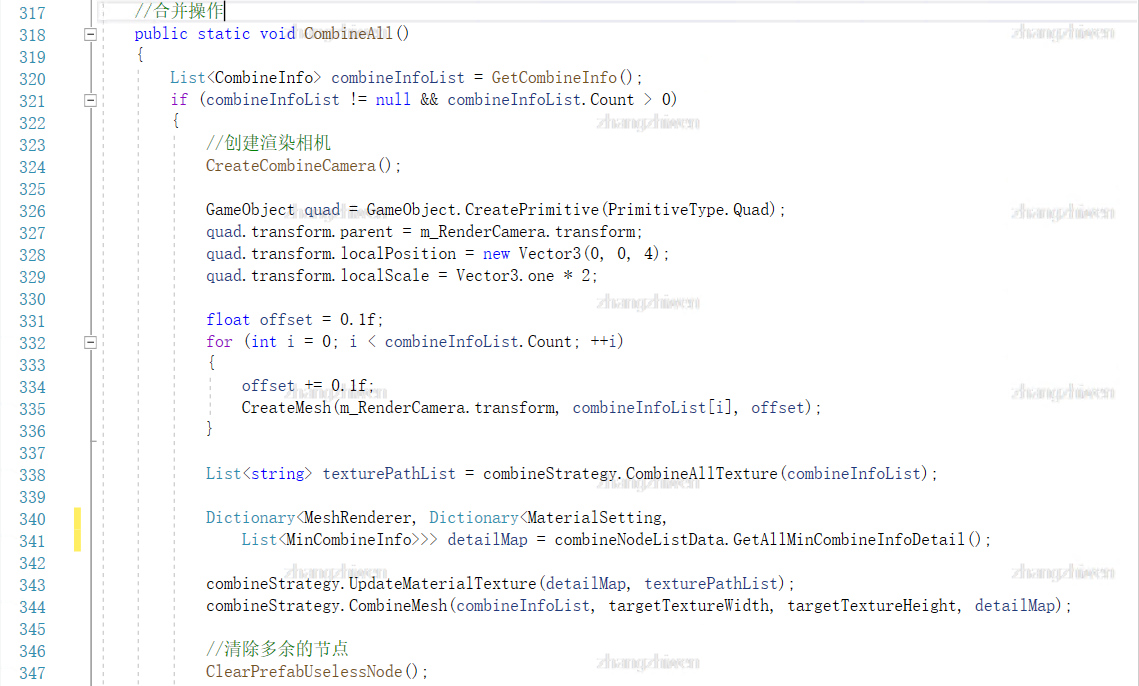 317 //合并操作
318 public static void CombineAll()
319 {
320 List<CombineInfo> combineInfoList = GetCombineInfo();
321 if (combineInfoList != null && combineInfoList.Count > 0)
322 {
323 //创建渲染相机
324 CreateCombineCamera();
325
326 GameObject quad = GameObject.CreatePrimitive(PrimitiveType.Quad);
327 quad.transform.parent = m_RenderCamera.transform;
328 quad.transform.localPosition = new Vector3(0, 0, 4);
329 quad.transform.localScale = Vector3.one * 2;
330
331 float offset = 0.1f;
332 for (int i = 0; i < combineInfoList.Count; ++i)
333 {
334 offset += 0.1f;
335 CreateMesh(m_RenderCamera.transform, combineInfoList[i], offset);
336 }
337
338 List<string> texturePathList = combineStrategy.CombineAllTexture(combineInfoList);
339
340 Dictionary<MeshRenderer, Dictionary<MaterialSetting,
341 List<MinCombineInfo>>> detailMap = combineNodeListData.GetAllMinCombineInfoDetail();
342
343 combineStrategy.UpdateMaterialTexture(detailMap, texturePathList);
344 combineStrategy.CombineMesh(combineInfoList, targetTextureWidth, targetTextureHeight, detailMap);
345
346 //清除多余的节点
347 ClearPrefabUselessNode();